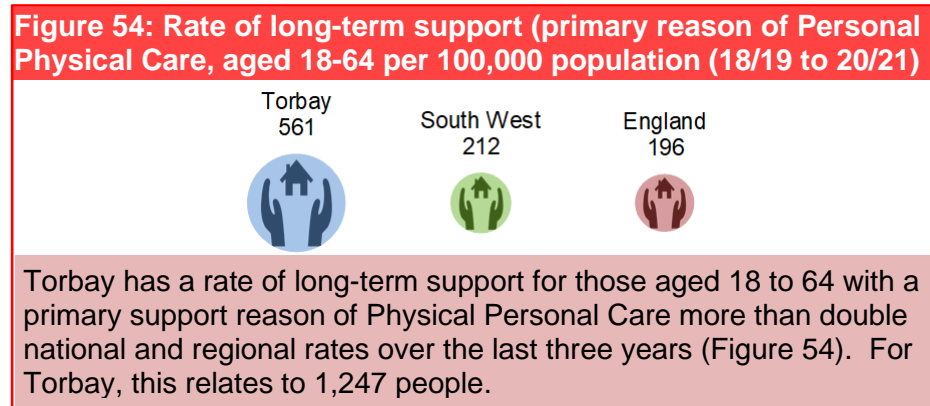 Figure 54: Rate of long-term support (primary reason of Personal
Physical Care, aged 18-64 per 100,000 population (18/19 to 20/21)
Torbay
561
South West
212
England
196
Torbay has a rate of long-term support for those aged 18 to 64 with a
primary support reason of Physical Personal Care more than double
national and regional rates over the last three years (Figure 54).  For
Torbay, this relates to 1,247 people.